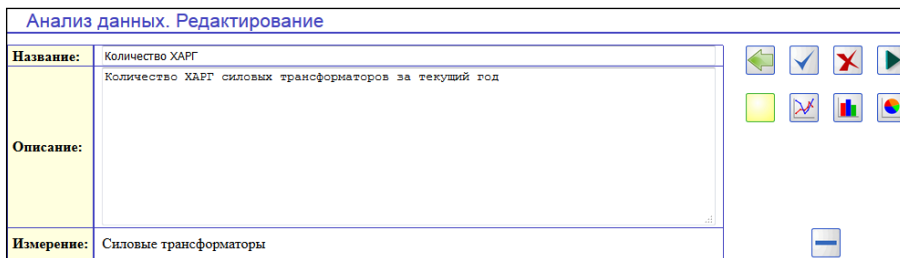 Анализ данных. Редактирование
Название: Количество ХАРГ
Количество ХАРГ силовых трансформаторов за текущий год
Описание:
Измерение: Силовые трансформаторы